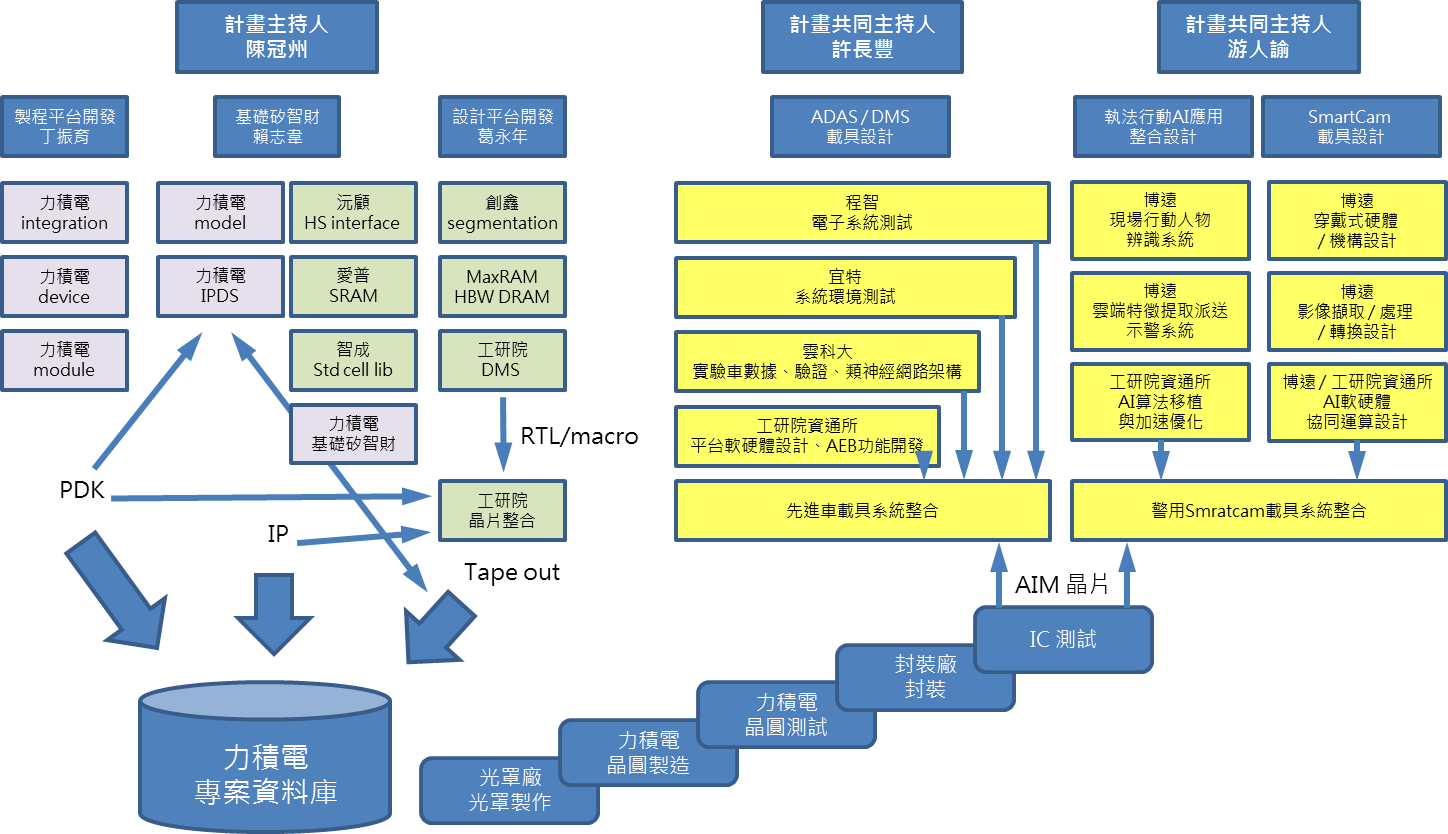 計畫主持人
陳冠州
計畫共同主持人
許長豐
計畫共同主持人
游人諭
製程平台開發
丁振育
基礎矽智財
賴志韋
設計平台開發
葛永年
ADAS / DMS
載具設計
執法行動AI應用
整合設計
SmartCam
載具設計
力積電
integration
力積電
model
沅顧
HS interface
創鑫
segmentation
程智
電子系統測試
博遠
現場行動人物
辨識系統
博遠
穿戴式硬體
/ 機構設計
力積電
device
力積電
IPDS
愛普
SRAM
MaxRAM
HBW DRAM
宜特
系統環境測試
博遠
雲端特徵提取派送
示警系統
博遠
影像擷取 / 處理
/ 轉換設計
力積電
module
智成
Std cell lib
工研院
DMS
雲科大
實驗車數據、驗證、類神經網路架構
工研院資通所
AI算法移植
與加速優化
博遠 / 工研院資通所
AI軟硬體
協同運算設計
力積電
基礎矽智財
RTL/macro
工研院資通所
平台軟硬體設計、AEB功能開發
PDK
工研院
晶片整合
先進車載具系統整合
警用Smratcam載具系統整合
IP
Tape out
AIM 晶片
IC 測試
封裝廠
封裝
力積電
晶圓測試
力積電
晶圓製造
光罩廠
光罩製作
力積電
專案資料庫